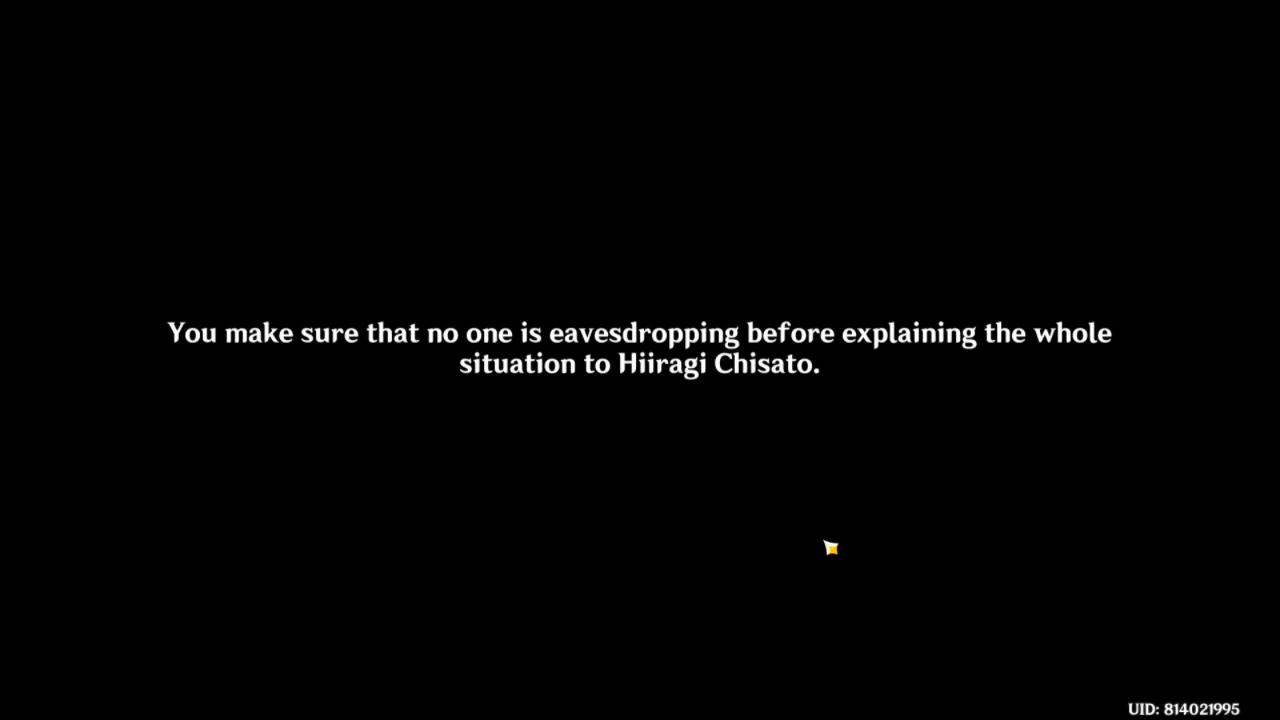 You make sure that no one is eavesdropping before explaining the whole
situation to Hiiragi Chisato.
UID: 814021995